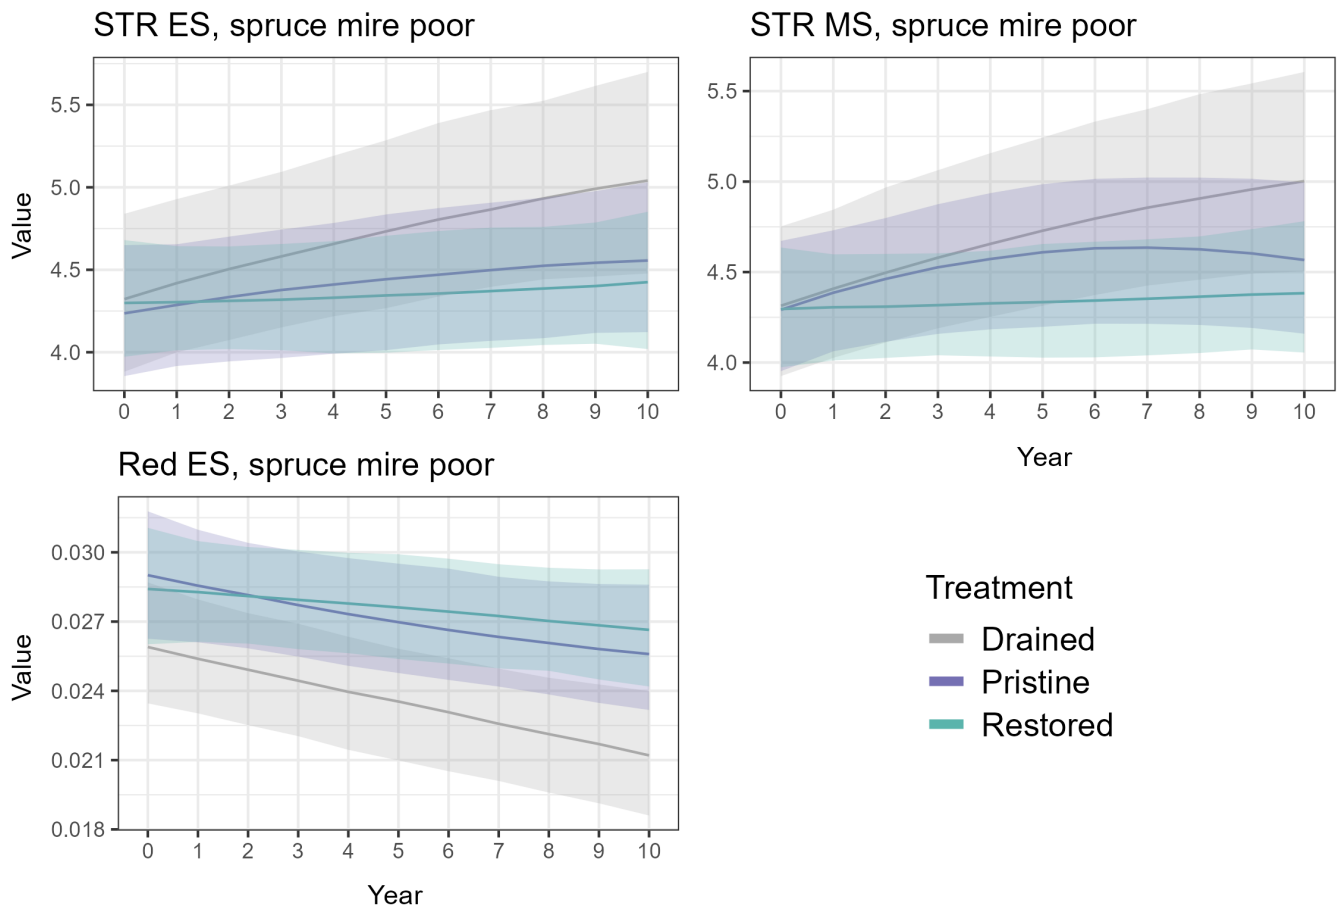 STR ES, spruce mire poor
Value
5.5
5.0
4.5
4.0
0 1 2 3 4 5 6 7 8 9 10
STR MS, spruce mire poor
5.5
5.0
4.5
4.0
0 1 2 3 4 5 6 7 8 9 10
Year
Red ES, spruce mire poor
Value
0.030
0.027
0.024
0.021
0.018
0 1 2 3 4 5 6 7 8 9 10
Year
Treatment
Drained
Pristine
Restored